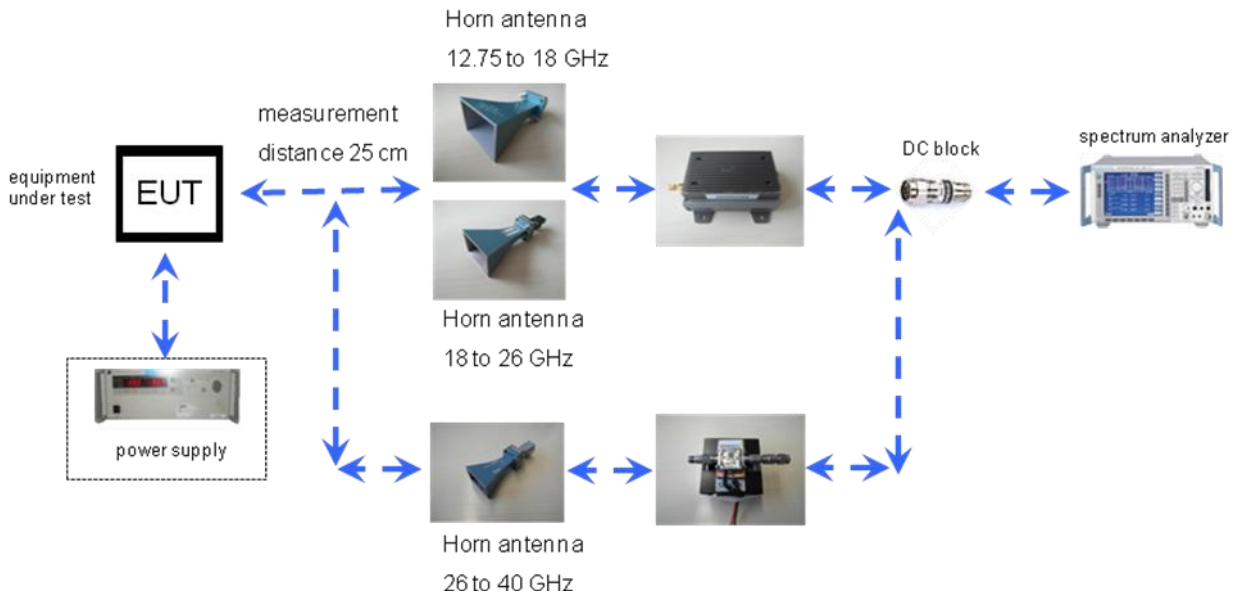 Horn antenna
12.75 to 18 GHz
measurement
distance 25 cm
equipment
under test
EUT
DC block
spectrum analyzer
Horn antenna
18 to 26 GHz
power supply
Horn antenna
26 to 40 GHz